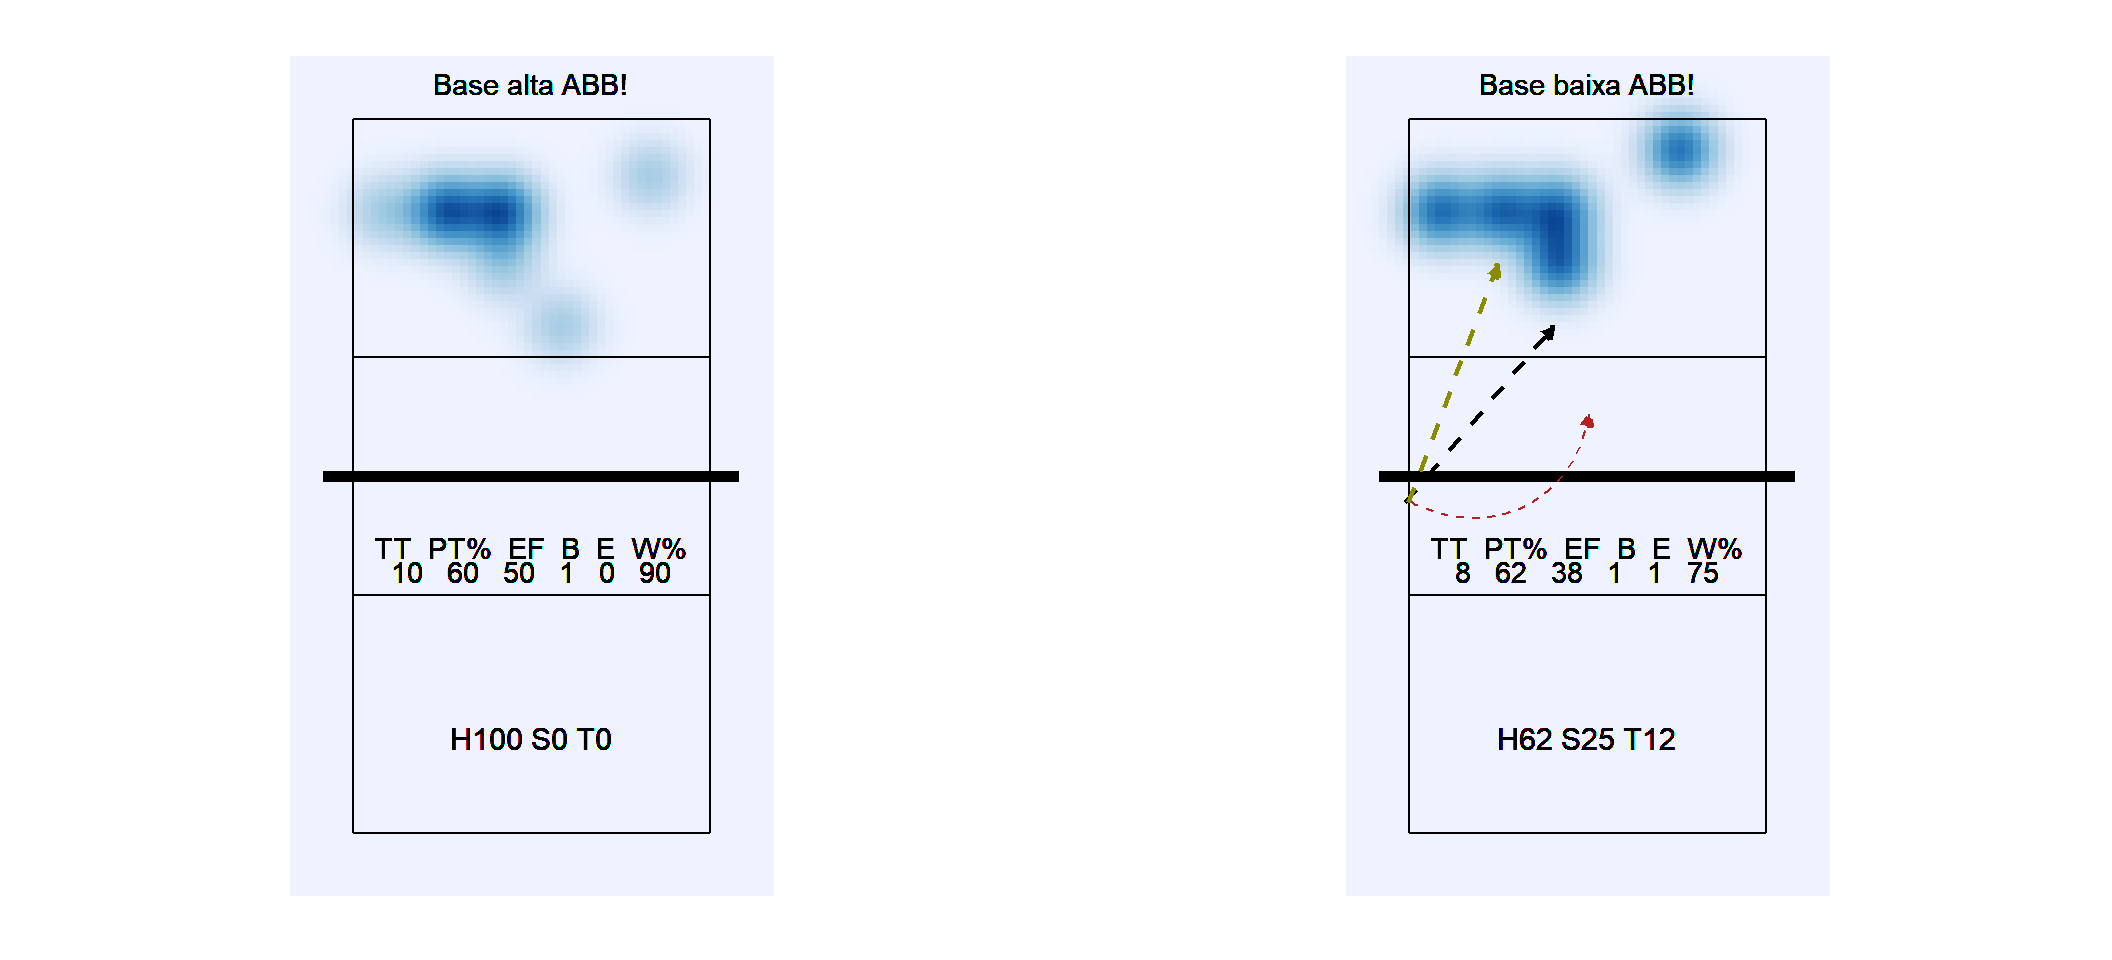 Base alta ABB!
TT PT% EF B E W%
10 60 50 1 0 90
H100 S0 T0
Base baixa ABB!
TT PT% EF B E W%
8 62 38 1 1 75
H62 S25 T12